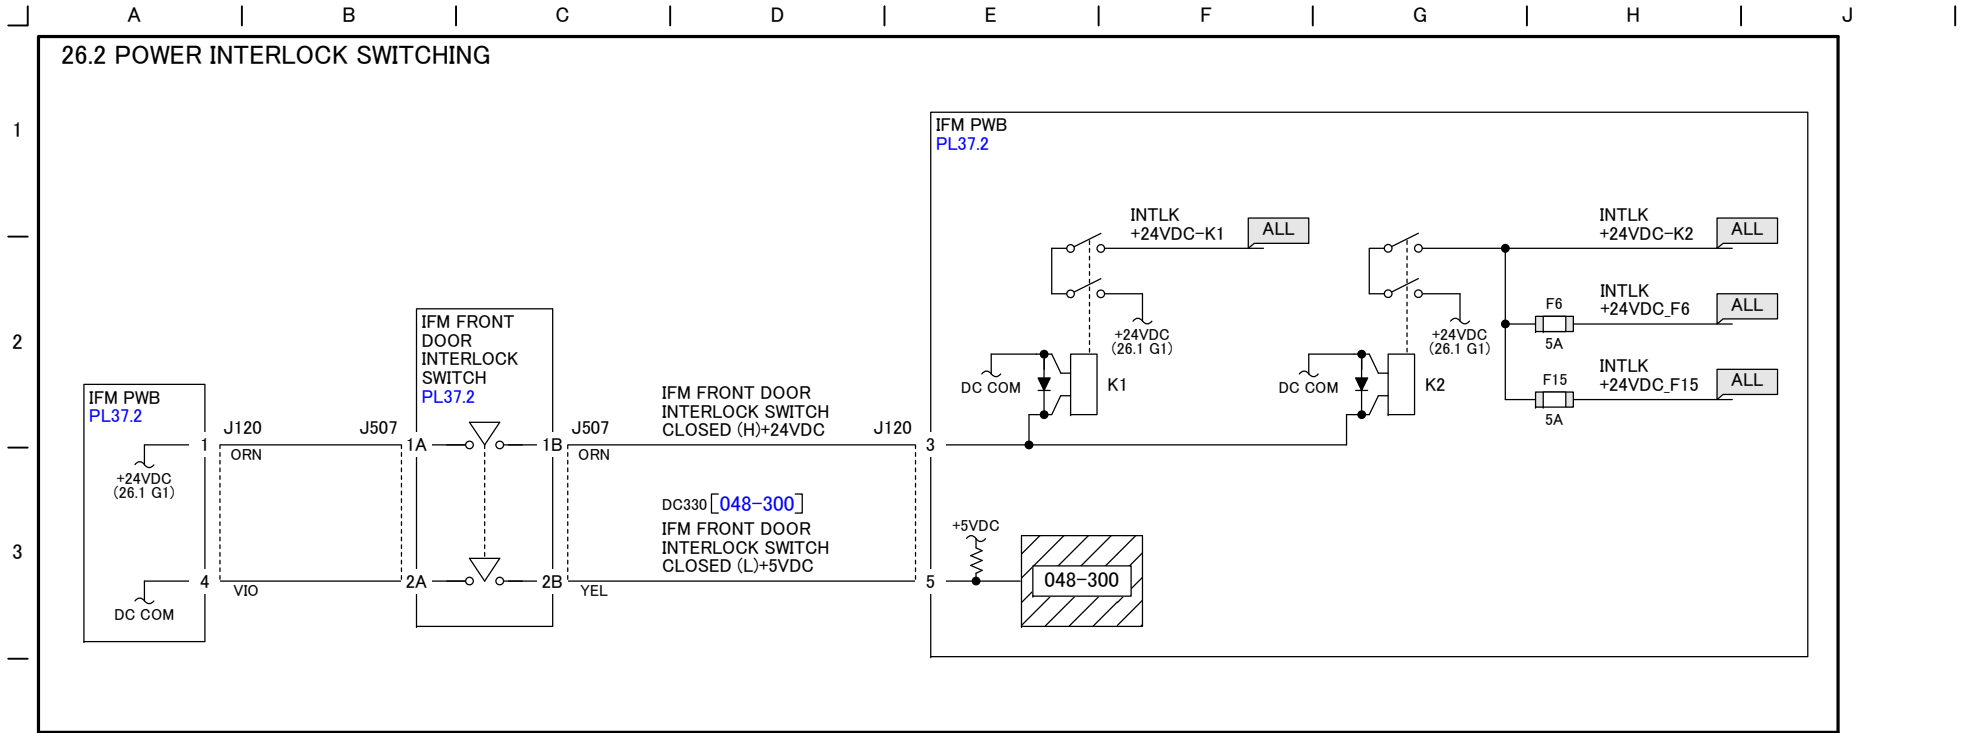 A B C D E F G H J
26.2 POWER INTERLOCK SWITCHING
1
2
3
IFM PWB
PL37.2
1
+24VDC
(26.1 G1)
4
DC COM
J120
ORN
VIO
J507
IFM FRONT
DOOR
INTERLOCK
SWITCH
PL37.2
1A
1B
2A
2B
J507
ORN
YEL
IFM FRONT DOOR
INTERLOCK SWITCH
CLOSED (H)+24VDC
J120
DC330 [048-300]
IFM FRONT DOOR
INTERLOCK SWITCH
CLOSED (L)+5VDC
IFM PWB
PL37.2
3
5
INTLK
+24VDC-K1
ALL
+24VDC
(26.1 G1)
DC COM
K1
+5VDC
048-300
+24VDC
(26.1 G1)
DC COM
K2
INTLK
+24VDC-K2
ALL
F6
5A
INTLK
+24VDC_F6
ALL
F15
5A
INTLK
+24VDC_F15
ALL